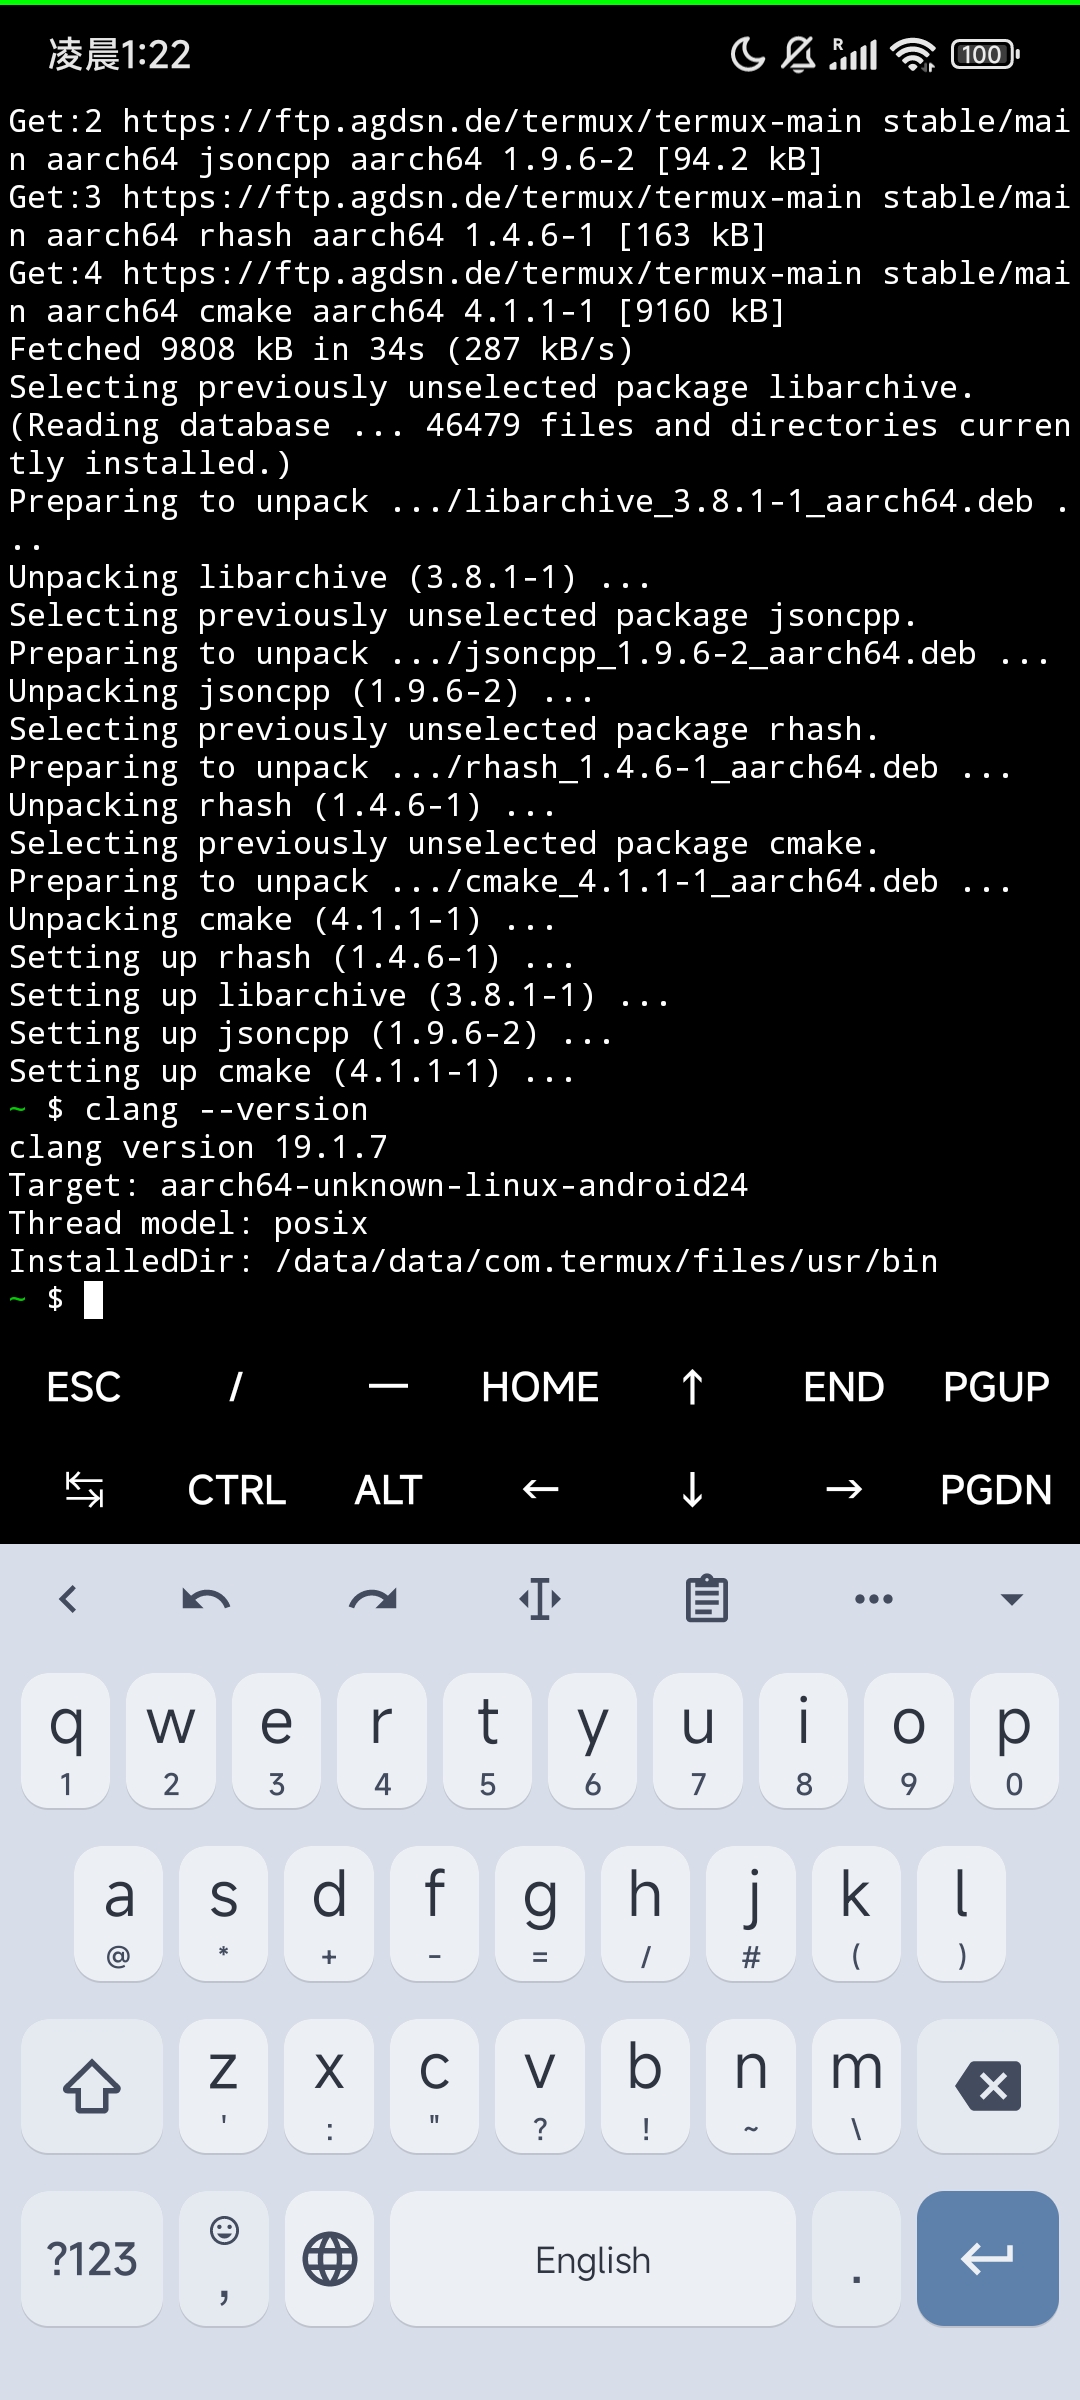 凌晨1:22
R
100
Get:2 https://ftp.agdsn.de/termux/termux-main stable/mai
n aarch64 jsoncpp aarch64 1.9.6-2 [94.2 kB]
Get:3 https://ftp.agdsn.de/termux/termux-main stable/mai
n aarch64 rhash aarch64 1.4.6-1 [163 kB]
Get:4 https://ftp.agdsn.de/termux/termux-main stable/mai
n aarch64 cmake aarch64 4.1.1-1 [9160 kB]
Fetched 9808 kB in 34s (287 kB/s)
Selecting previously unselected package libarchive.
(Reading database ... 46479 files and directories curren
tly installed.)
Preparing to unpack .../libarchive_3.8.1-1_aarch64.deb .
..
Unpacking libarchive (3.8.1-1) ...
Selecting previously unselected package jsoncpp.
Preparing to unpack .../jsoncpp_1.9.6-2_aarch64.deb ...
Unpacking jsoncpp (1.9.6-2) ...
Selecting previously unselected package rhash.
Preparing to unpack .../rhash_1.4.6-1_aarch64.deb ...
Unpacking rhash (1.4.6-1) ...
Selecting previously unselected package cmake.
Preparing to unpack .../cmake_4.1.1-1_aarch64.deb ...
Unpacking cmake (4.1.1-1) ...
Setting up rhash (1.4.6-1) ...
Setting up libarchive (3.8.1-1) ...
Setting up jsoncpp (1.9.6-2) ...
Setting up cmake (4.1.1-1) ...
~ $ clang --version
clang version 19.1.7
Target: aarch64-unknown-linux-android24
Thread model: posix
InstalledDir: /data/data/com.termux/files/usr/bin
~ $
ESC / — HOME ↑ END PGUP
↹ CTRL ALT ← ↓ → PGDN
q w e r t y u i o p
1 2 3 4 5 6 7 8 9 0
a s d f g h j k l
@ * + - = / # ( )
z x c v b n m
' : " ? ! ~ \
?123 , English .